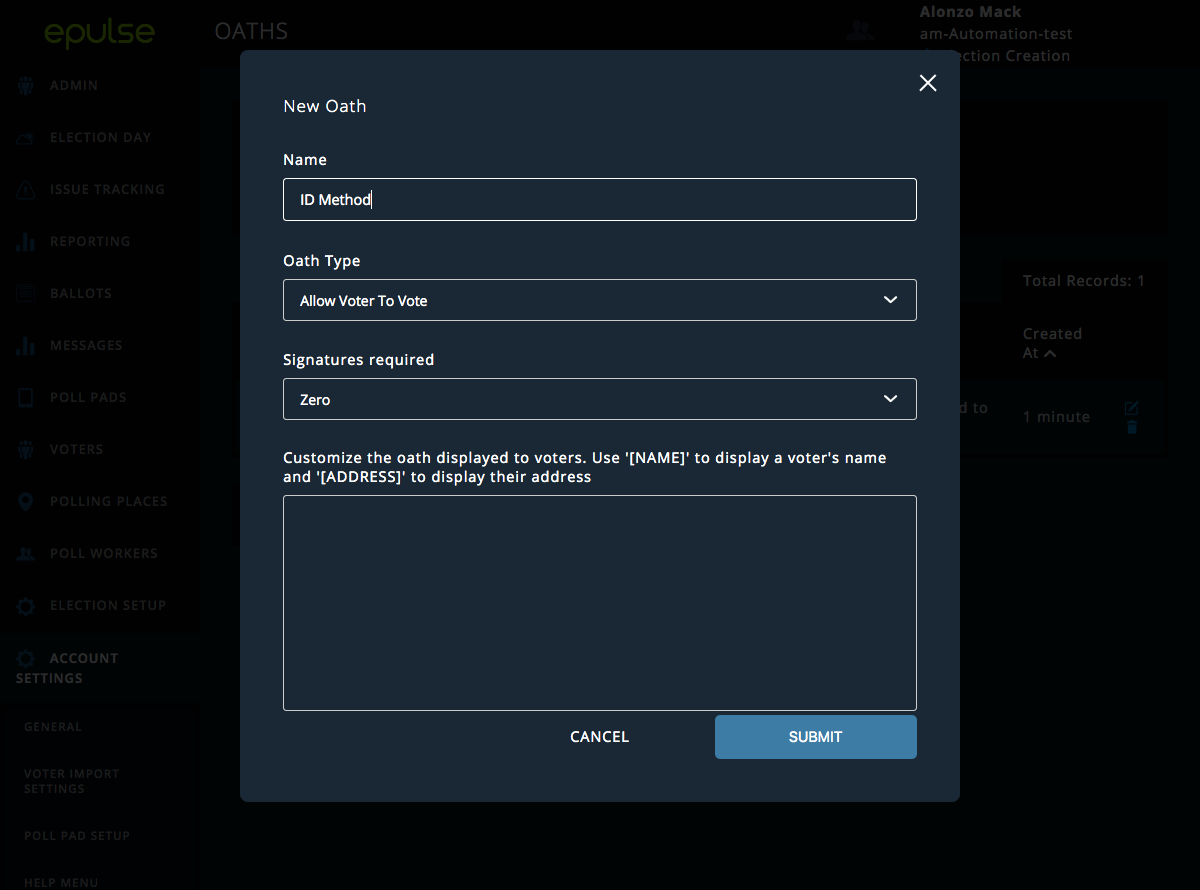 epulse
OATHS
Alonzo Mack
am-Automation-test
ection Creation
ADMIN
ELECTION DAY
ISSUE TRACKING
REPORTING
BALLOTS
MESSAGES
POLL PADS
VOTERS
POLLING PLACES
POLL WORKERS
ELECTION SETUP
ACCOUNT
SETTINGS
GENERAL
VOTER IMPORT
SETTINGS
POLL PAD SETUP
HELP MENU
New Oath
Name
ID Method
Oath Type
Allow Voter To Vote
Signatures required
Zero
Customize the oath displayed to voters. Use '[NAME]' to display a voter's name
and '[ADDRESS]' to display their address
CANCEL
SUBMIT
Total Records: 1
Created
At
d to
1 minute